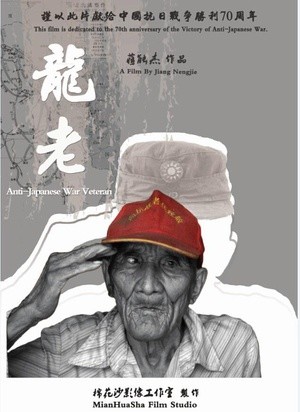 謹以此片獻給中國抗日戰爭勝利70周年
This film is dedicated to the 70th anniversary of the Victory of Anti-Japanese War.
龍老
蔣能杰 作品
A Film By Jiang Nengjie
Anti-Japanese War Veteran
棉花沙影像工作室 製作
MianHuaSha Film Studio